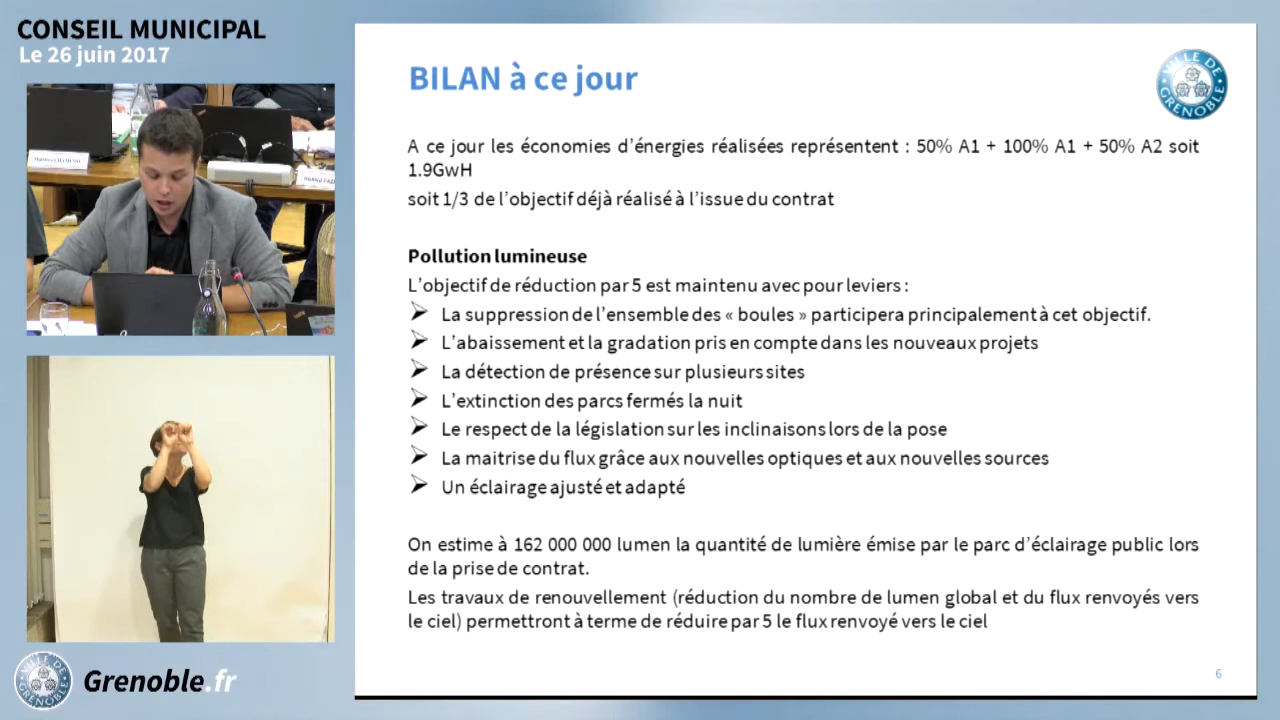 CONSEIL MUNICIPAL
Le 26 juin 2017
BILAN à ce jour
VILLE DE GRENOBLE
A ce jour les économies d'énergies réalisées représentent : 50% A1 + 100% A1 + 50% A2 soit
1.9GwH
soit 1/3 de l'objectif déjà réalisé à l'issue du contrat
Pollution lumineuse
L'objectif de réduction par 5 est maintenu avec pour leviers :
La suppression de l'ensemble des « boules » participera principalement à cet objectif.
L'abaissement et la gradation pris en compte dans les nouveaux projets
La détection de présence sur plusieurs sites
L'extinction des parcs fermés la nuit
Le respect de la législation sur les inclinaisons lors de la pose
La maitrise du flux grâce aux nouvelles optiques et aux nouvelles sources
Un éclairage ajusté et adapté
On estime à 162 000 000 lumen la quantité de lumière émise par le parc d'éclairage public lors
de la prise de contrat.
Les travaux de renouvellement (réduction du nombre de lumen global et du flux renvoyés vers
le ciel) permettront à terme de réduire par 5 le flux renvoyé vers le ciel
6
VILLE DE GRENOBLE
Grenoble.fr